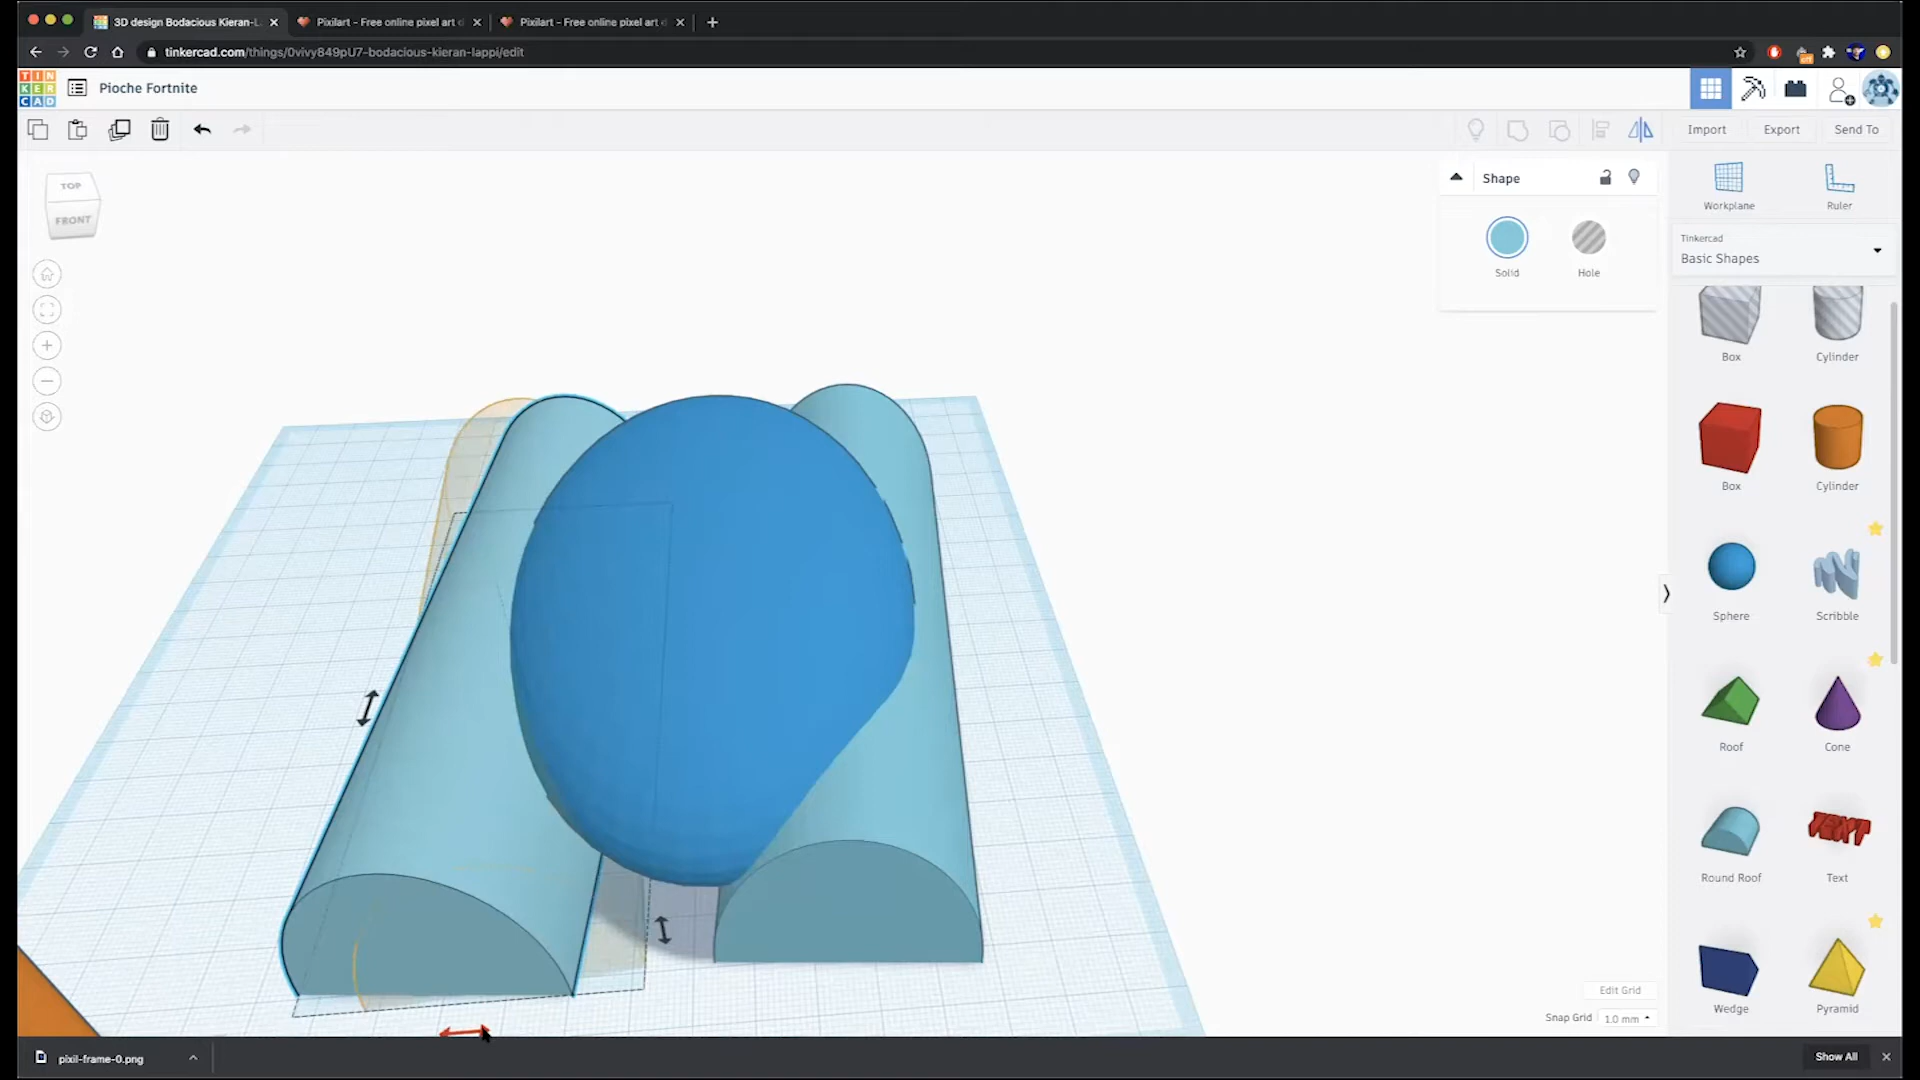 3D design Bodacious Kieran-L
Pixilart - Free online pixel art
Pixilart - Free online pixel art
tinkercad.com/things/0vivy849pU7-bodacious-kieran-lappi/edit
TIN
KER
CAD
Pioche Fortnite
Import
Export
Send To
TOP
FRONT
Shape
Solid
Hole
Workplane
Ruler
Tinkercad
Basic Shapes
Box
Cylinder
Box
Cylinder
Sphere
Scribble
Roof
Cone
TEXT
Round Roof
Text
Wedge
Pyramid
Edit Grid
Snap Grid
1.0 mm
pixil-frame-0.png
Show All